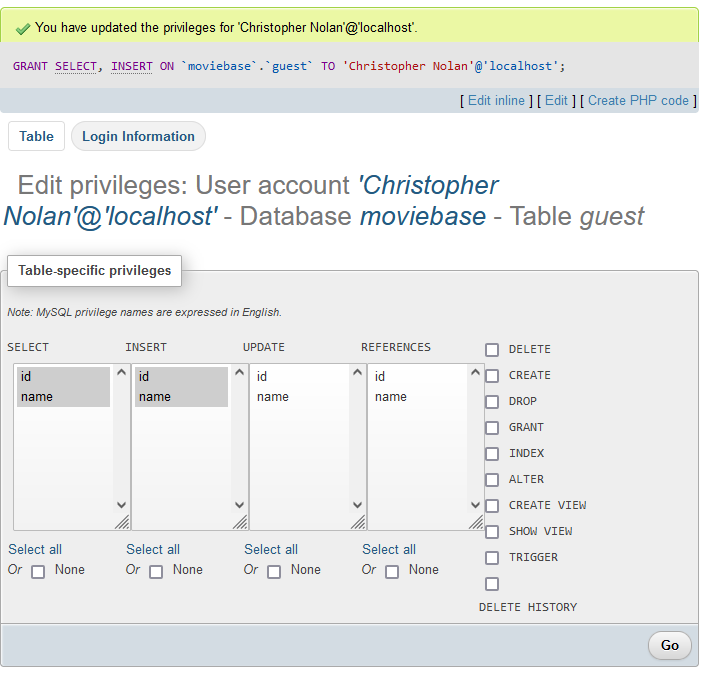 You have updated the privileges for 'Christopher Nolan'@'localhost'.
GRANT SELECT, INSERT ON `moviebase`.`guest` TO 'Christopher Nolan'@'localhost';
[ Edit inline ] [ Edit ] [ Create PHP code ]
Table Login Information
Edit privileges: User account 'Christopher
Nolan'@'localhost' - Database moviebase - Table guest
Table-specific privileges
Note: MySQL privilege names are expressed in English.
SELECT INSERT UPDATE REFERENCES
id id id id
name name name name
Select all Select all Select all Select all
Or None Or None Or None Or None
DELETE
CREATE
DROP
GRANT
INDEX
ALTER
CREATE VIEW
SHOW VIEW
TRIGGER
DELETE HISTORY
Go